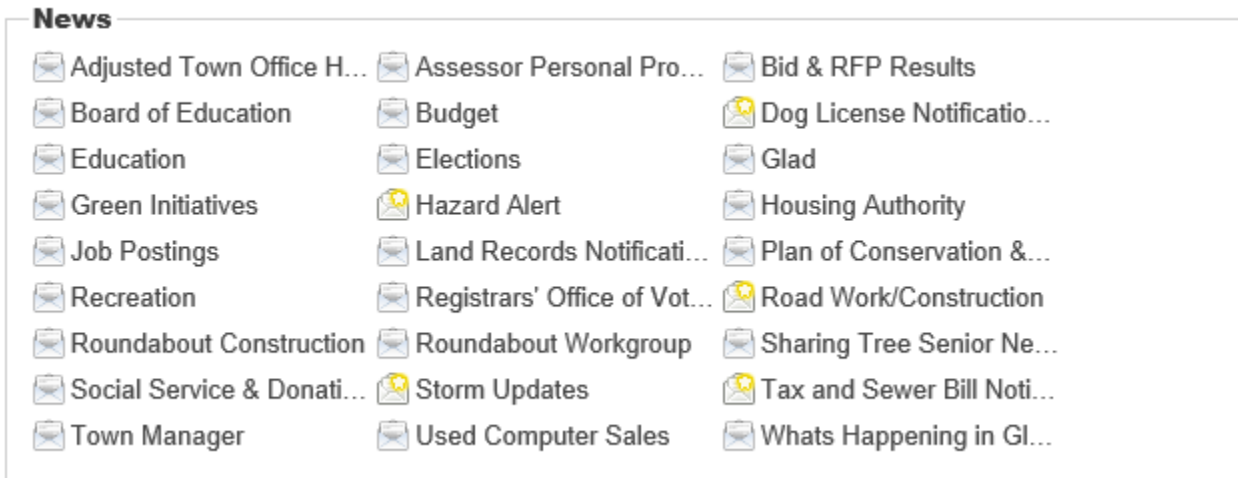 News
Adjusted Town Office H... Assessor Personal Pro... Bid & RFP Results
Board of Education Budget Dog License Notificatio...
Education Elections Glad
Green Initiatives Hazard Alert Housing Authority
Job Postings Land Records Notificati... Plan of Conservation &...
Recreation Registrars' Office of Vot... Road Work/Construction
Roundabout Construction Roundabout Workgroup Sharing Tree Senior Ne...
Social Service & Donati... Storm Updates Tax and Sewer Bill Noti...
Town Manager Used Computer Sales Whats Happening in Gl...